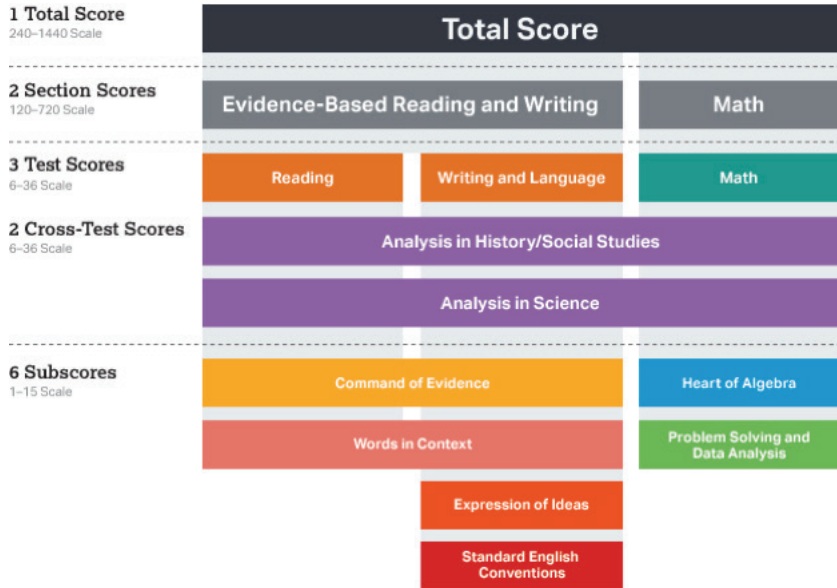 1 Total Score
240–1440 Scale
Total Score
2 Section Scores
120–720 Scale
Evidence-Based Reading and Writing
Math
3 Test Scores
6–36 Scale
Reading
Writing and Language
Math
2 Cross-Test Scores
6–36 Scale
Analysis in History/Social Studies
Analysis in Science
6 Subscores
1–15 Scale
Command of Evidence
Heart of Algebra
Words in Context
Problem Solving and
Data Analysis
Expression of Ideas
Standard English
Conventions